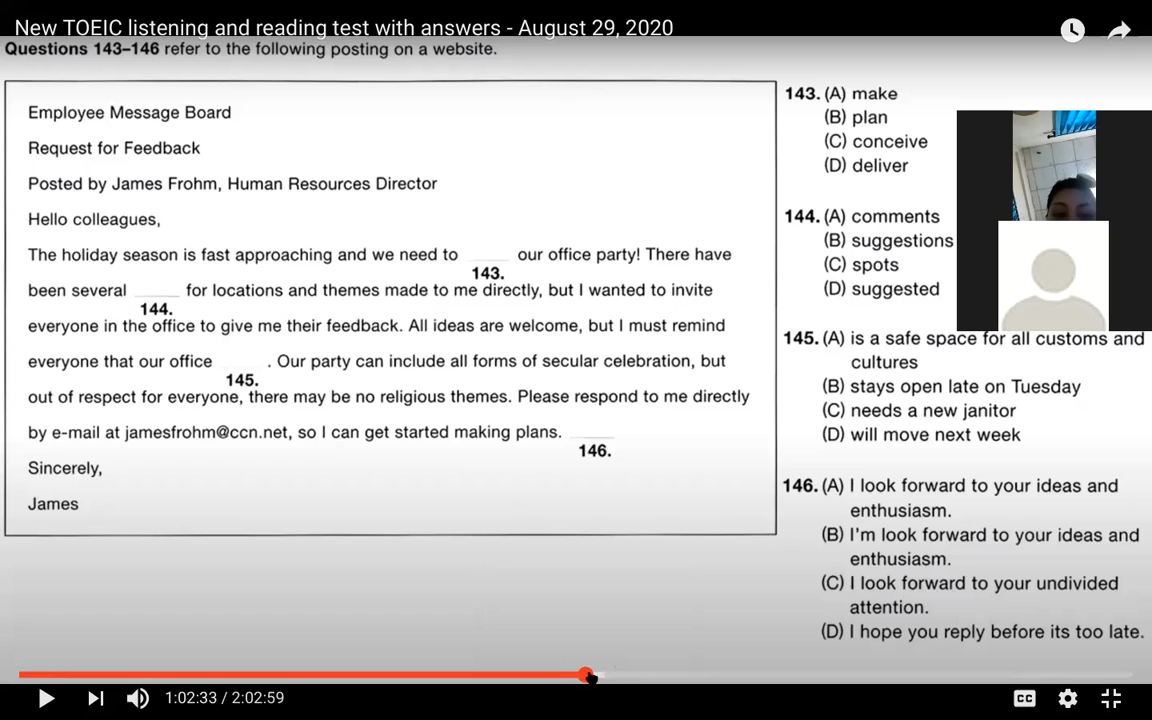 New TOEIC listening and reading test with answers - August 29, 2020
Questions 143–146 refer to the following posting on a website.
Employee Message Board
Request for Feedback
Posted by James Frohm, Human Resources Director
Hello colleagues,
The holiday season is fast approaching and we need to ____ our office party! There have
143.
been several ____ for locations and themes made to me directly, but I wanted to invite
144.
everyone in the office to give me their feedback. All ideas are welcome, but I must remind
everyone that our office ____ . Our party can include all forms of secular celebration, but
145.
out of respect for everyone, there may be no religious themes. Please respond to me directly
by e-mail at jamesfrohm@ccn.net, so I can get started making plans. ____
146.
Sincerely,
James
143. (A) make
(B) plan
(C) conceive
(D) deliver
144. (A) comments
(B) suggestions
(C) spots
(D) suggested
145. (A) is a safe space for all customs and
cultures
(B) stays open late on Tuesday
(C) needs a new janitor
(D) will move next week
146. (A) I look forward to your ideas and
enthusiasm.
(B) I'm look forward to your ideas and
enthusiasm.
(C) I look forward to your undivided
attention.
(D) I hope you reply before its too late.
1:02:33 / 2:02:59
CC